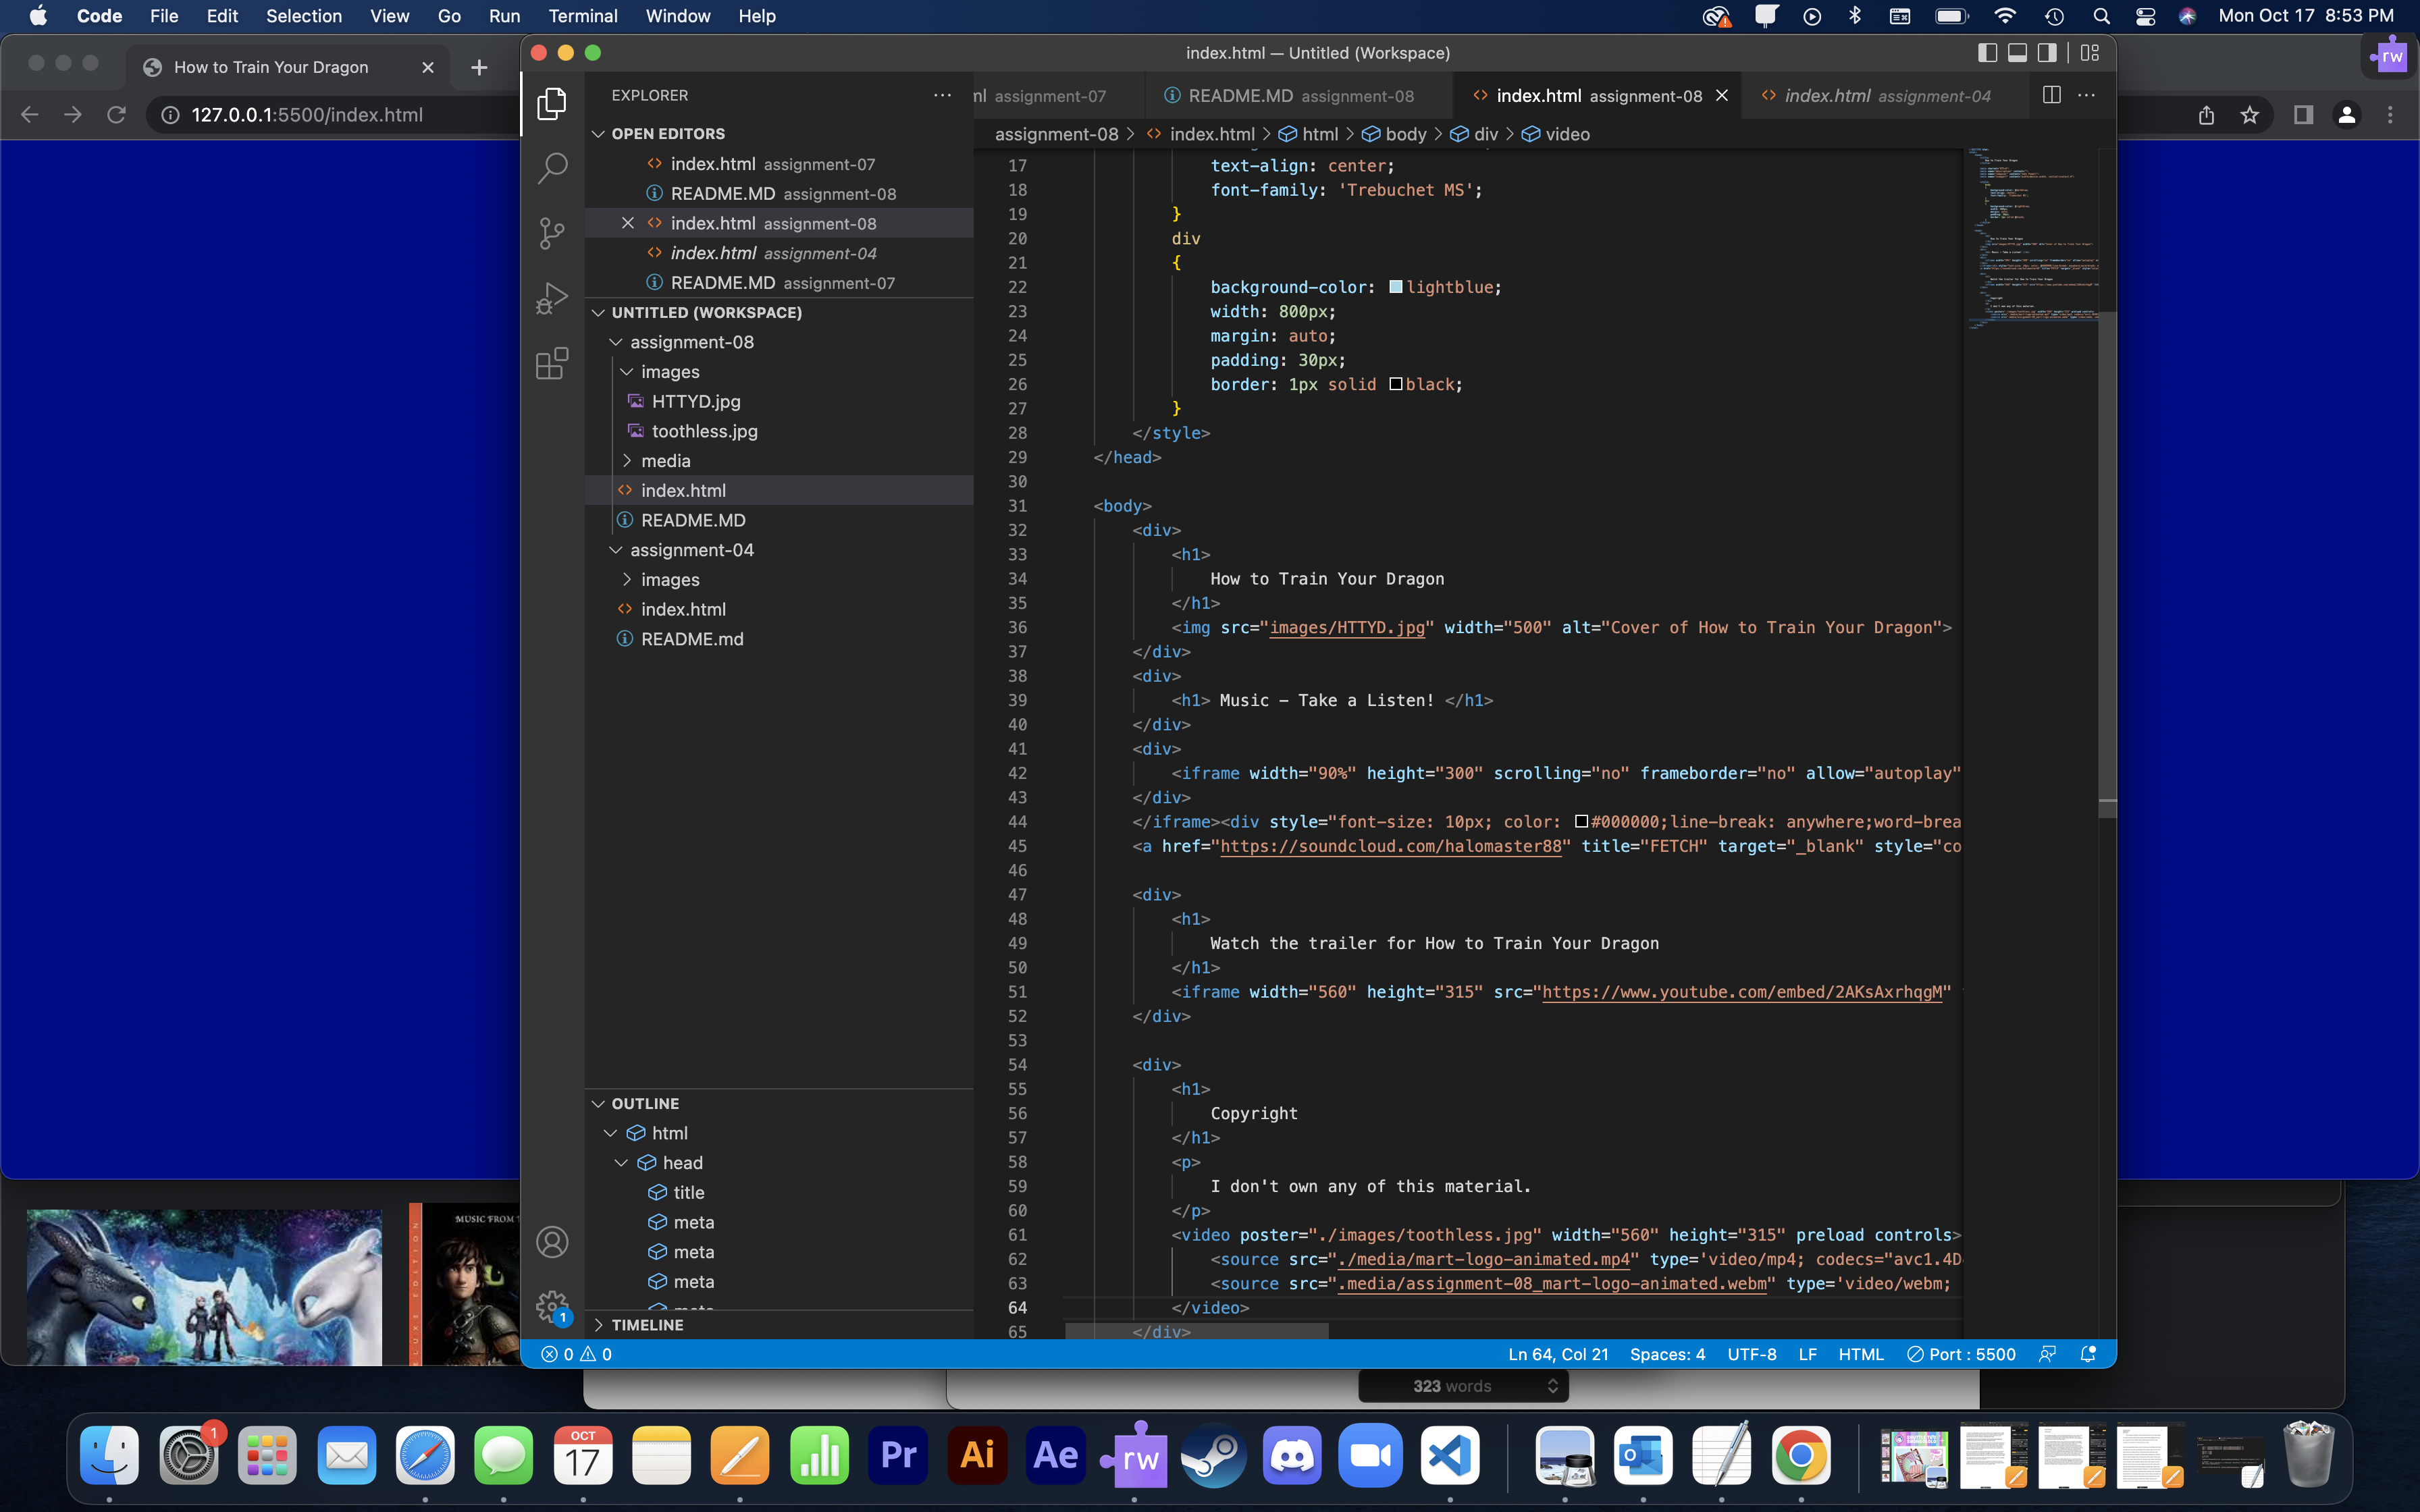 Code File Edit Selection View Go Run Terminal Window Help
Mon Oct 17 8:53 PM
How to Train Your Dragon
127.0.0.1:5500/index.html
rw
index.html — Untitled (Workspace)
EXPLORER
OPEN EDITORS
index.html assignment-07
README.MD assignment-08
index.html assignment-08
index.html assignment-04
README.MD assignment-07
UNTITLED (WORKSPACE)
assignment-08
images
HTTYD.jpg
toothless.jpg
media
index.html
README.MD
assignment-04
images
index.html
README.md
OUTLINE
html
head
title
meta
meta
meta
TIMELINE
ml assignment-07 README.MD assignment-08 index.html assignment-08 index.html assignment-04
assignment-08 > index.html > html > body > div > video
17 text-align: center;
18 font-family: 'Trebuchet MS';
19 }
20 div
21 {
22 background-color: lightblue;
23 width: 800px;
24 margin: auto;
25 padding: 30px;
26 border: 1px solid black;
27 }
28 </style>
29 </head>
30
31 <body>
32 <div>
33 <h1>
34 How to Train Your Dragon
35 </h1>
36 <img src="images/HTTYD.jpg" width="500" alt="Cover of How to Train Your Dragon">
37 </div>
38 <div>
39 <h1> Music – Take a Listen! </h1>
40 </div>
41 <div>
42 <iframe width="90%" height="300" scrolling="no" frameborder="no" allow="autoplay"
43 </div>
44 </iframe><div style="font-size: 10px; color: #000000;line-break: anywhere;word-brea
45 <a href="https://soundcloud.com/halomaster88" title="FETCH" target="_blank" style="co
46
47 <div>
48 <h1>
49 Watch the trailer for How to Train Your Dragon
50 </h1>
51 <iframe width="560" height="315" src="https://www.youtube.com/embed/2AKsAxrhqgM"
52 </div>
53
54 <div>
55 <h1>
56 Copyright
57 </h1>
58 <p>
59 I don't own any of this material.
60 </p>
61 <video poster="./images/toothless.jpg" width="560" height="315" preload controls>
62 <source src="./media/mart-logo-animated.mp4" type='video/mp4; codecs="avc1.4D
63 <source src=".media/assignment-08_mart-logo-animated.webm" type='video/webm;
64 </video>
65 </div>
0 0
Ln 64, Col 21 Spaces: 4 UTF-8 LF HTML Port : 5500
1
MUSIC FROM
323 words
1
OCT
17
Pr Ai Ae rw